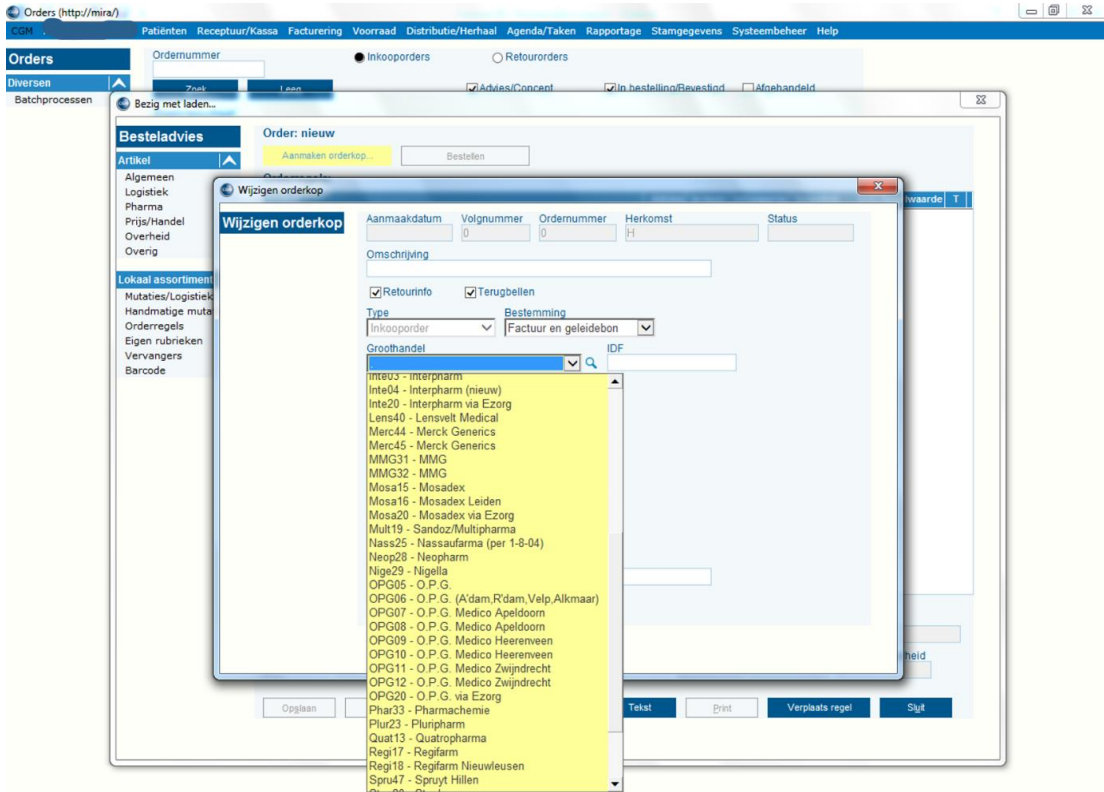 Orders (http://mira/)
CGM Patiënten Receptuur/Kassa Facturering Voorraad Distributie/Herhaal Agenda/Taken Rapportage Stamgegevens Systeembeheer Help
Orders
Ordernummer
Inkooporders Retourorders
Diversen
Zoek Leeg Advies/Concept In bestelling/Bevestigd Afgehandeld
Batchprocessen
Bezig met laden...
Besteladvies
Order: nieuw
Aanmaken orderkop... Bestellen
Artikel
Algemeen
Logistiek
Pharma
Prijs/Handel
Overheid
Overig
Lokaal assortiment
Mutaties/Logistiek
Handmatige muta
Orderregels
Eigen rubrieken
Vervangers
Barcode
lwaarde T
Wijzigen orderkop
Wijzigen orderkop
Aanmaakdatum Volgnummer Ordernummer Herkomst Status
0 0 H
Omschrijving
Retourinfo Terugbellen
Type Bestemming
Inkooporder Factuur en geleidebon
Groothandel IDF
Inte03 - Interpharm
Inte04 - Interpharm (nieuw)
Inte20 - Interpharm via Ezorg
Lens40 - Lensvelt Medical
Merc44 - Merck Generics
Merc45 - Merck Generics
MMG31 - MMG
MMG32 - MMG
Mosa15 - Mosadex
Mosa16 - Mosadex Leiden
Mosa20 - Mosadex via Ezorg
Mult19 - Sandoz/Multipharma
Nass25 - Nassaufarma (per 1-8-04)
Neop28 - Neopharm
Nige29 - Nigella
OPG05 - O.P.G.
OPG06 - O.P.G. (A'dam,R'dam,Velp,Alkmaar)
OPG07 - O.P.G. Medico Apeldoorn
OPG08 - O.P.G. Medico Apeldoorn
OPG09 - O.P.G. Medico Heerenveen
OPG10 - O.P.G. Medico Heerenveen
OPG11 - O.P.G. Medico Zwijndrecht
OPG12 - O.P.G. Medico Zwijndrecht
OPG20 - O.P.G. via Ezorg
Phar33 - Pharmachemie
Plur23 - Pluripharm
Quat13 - Quatropharma
Regi17 - Regifarm
Regi18 - Regifarm Nieuwleusen
Spru47 - Spruyt Hillen
heid
Opslaan Tekst Print Verplaats regel Sluit